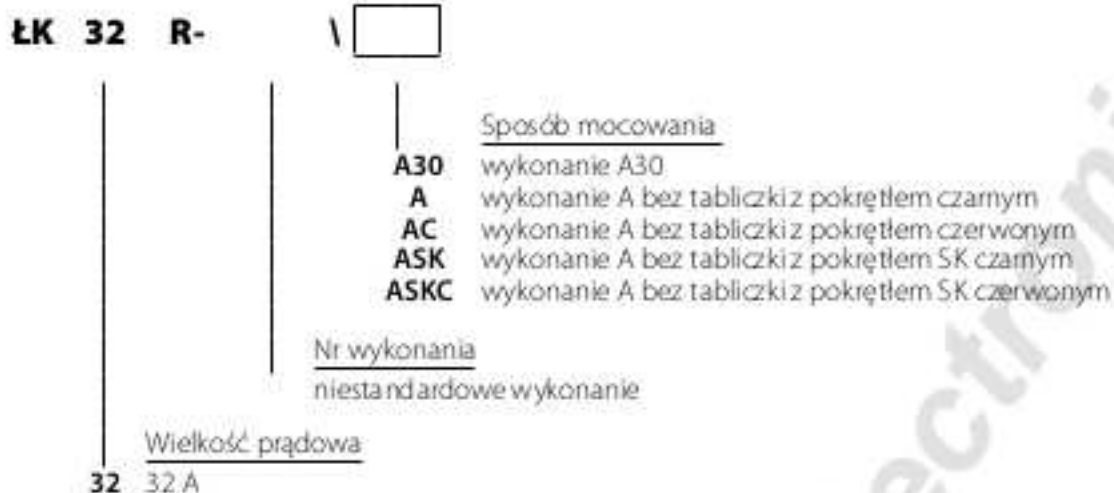 ŁK 32 R- \
Sposób mocowania
A30 wykonanie A30
A wykonanie A bez tabliczki z pokrętłem czarnym
AC wykonanie A bez tabliczki z pokrętłem czerwonym
ASK wykonanie A bez tabliczki z pokrętłem SK czarnym
ASKC wykonanie A bez tabliczki z pokrętłem SK czerwonym
Nr wykonania
niestandardowe wykonanie
Wielkość prądowa
32 32 A